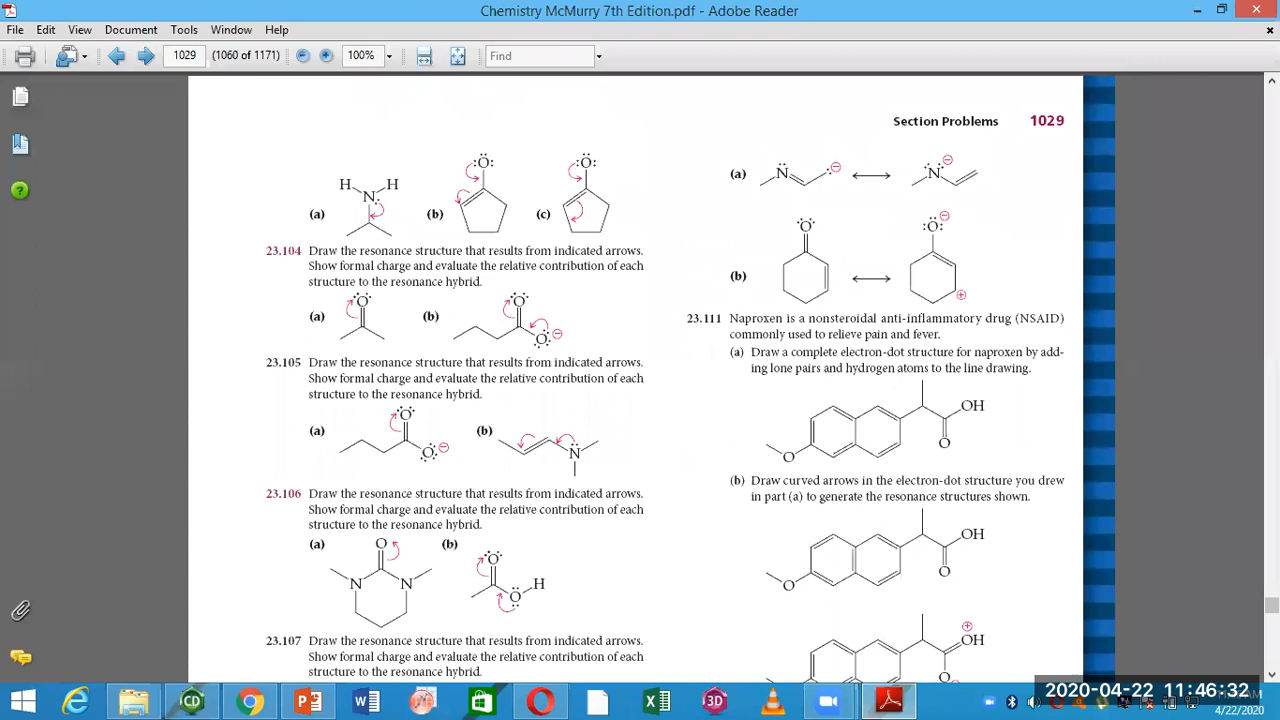 Chemistry McMurry 7th Edition.pdf - Adobe Reader
File Edit View Document Tools Window Help
1029 (1060 of 1171) 100% Find
Section Problems 1029
(a) H N H
(b) O
(c) O
23.104 Draw the resonance structure that results from indicated arrows.
Show formal charge and evaluate the relative contribution of each
structure to the resonance hybrid.
(a) O
(b) O O
23.105 Draw the resonance structure that results from indicated arrows.
Show formal charge and evaluate the relative contribution of each
structure to the resonance hybrid.
(a) O O
(b) N
23.106 Draw the resonance structure that results from indicated arrows.
Show formal charge and evaluate the relative contribution of each
structure to the resonance hybrid.
(a) O N N
(b) O O H
23.107 Draw the resonance structure that results from indicated arrows.
Show formal charge and evaluate the relative contribution of each
structure to the resonance hybrid.
(a) N N
(b) O O
23.111 Naproxen is a nonsteroidal anti-inflammatory drug (NSAID)
commonly used to relieve pain and fever.
(a) Draw a complete electron-dot structure for naproxen by add-
ing lone pairs and hydrogen atoms to the line drawing.
OH
O
O
(b) Draw curved arrows in the electron-dot structure you drew
in part (a) to generate the resonance structures shown.
OH
O
O
OH
O
2020-04-22 11:46:32
4/22/2020